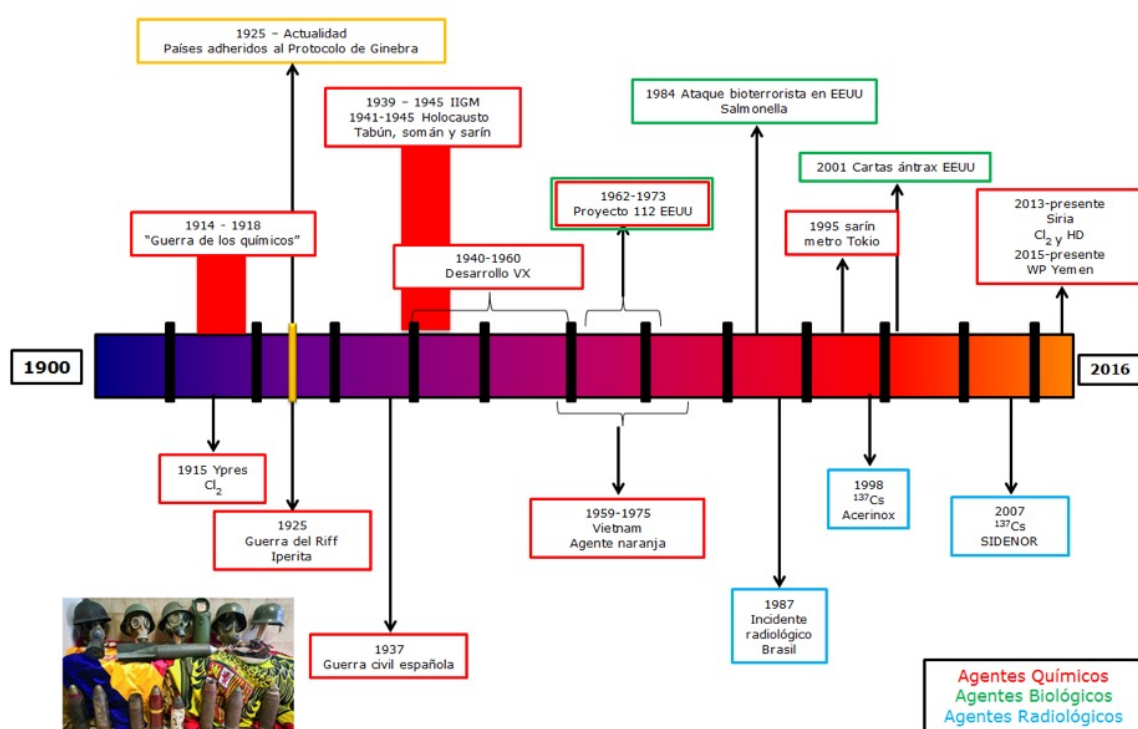 1925 – Actualidad
Países adheridos al Protocolo de Ginebra
1939 – 1945 IIGM
1941-1945 Holocausto
Tabún, somán y sarín
1984 Ataque bioterrorista en EEUU
Salmonella
2001 Cartas ántrax EEUU
1962-1973
Proyecto 112 EEUU
2013-presente
Siria
Cl2 y HD
2015-presente
WP Yemen
1914 - 1918
"Guerra de los químicos"
1995 sarín
metro Tokio
1940-1960
Desarrollo VX
1900
2016
1915 Ypres
Cl2
1998
137Cs
Acerinox
1925
Guerra del Riff
Iperita
1959-1975
Vietnam
Agente naranja
2007
137Cs
SIDENOR
1987
Incidente
radiológico
Brasil
1937
Guerra civil española
Agentes Químicos
Agentes Biológicos
Agentes Radiológicos